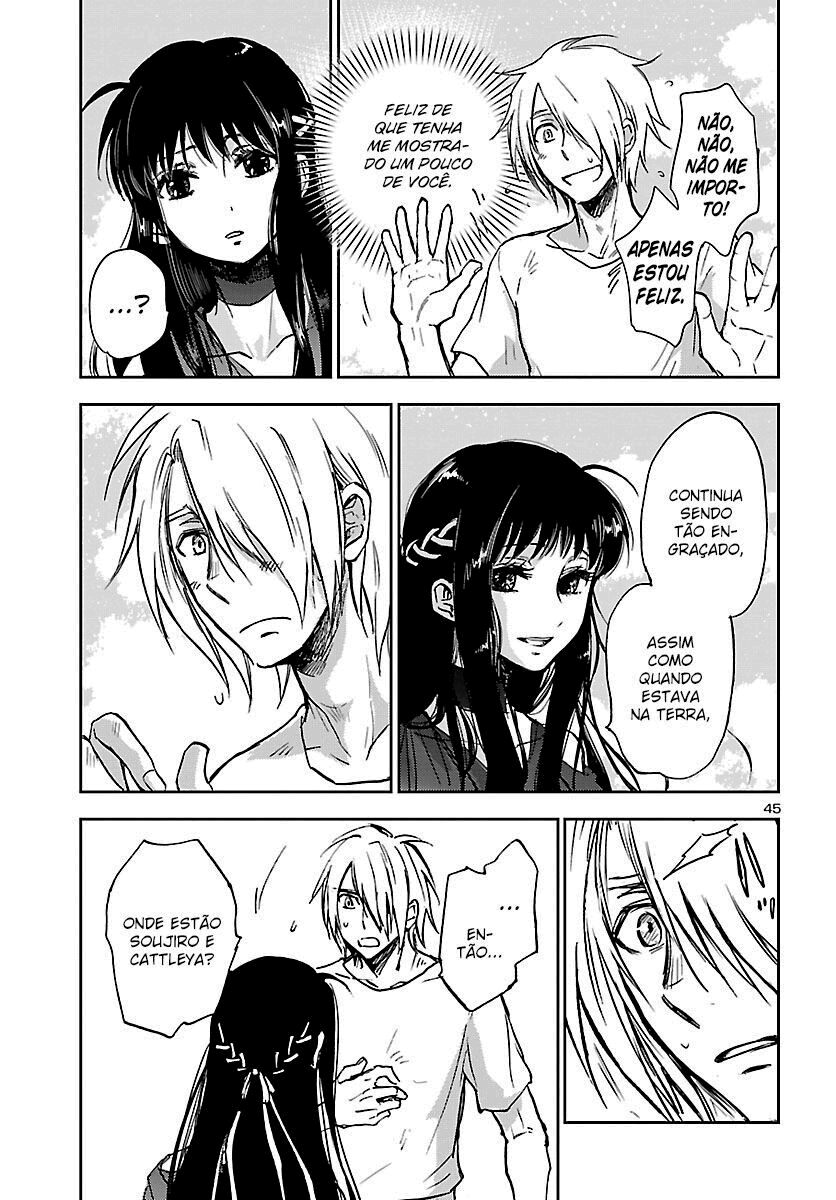 NÃO,
NÃO,
NÃO ME
IMPOR-
TO!
APENAS
ESTOU
FELIZ.
FELIZ DE
QUE TENHA
ME MOSTRA-
DO UM POUCO
DE VOCÊ.
...?
CONTINUA
SENDO
TÃO EN-
GRAÇADO,
ASSIM
COMO
QUANDO
ESTAVA
NA TERRA,
45
...
EN-
TÃO...
ONDE ESTÃO
SOUJIRO E
CATTLEYA?